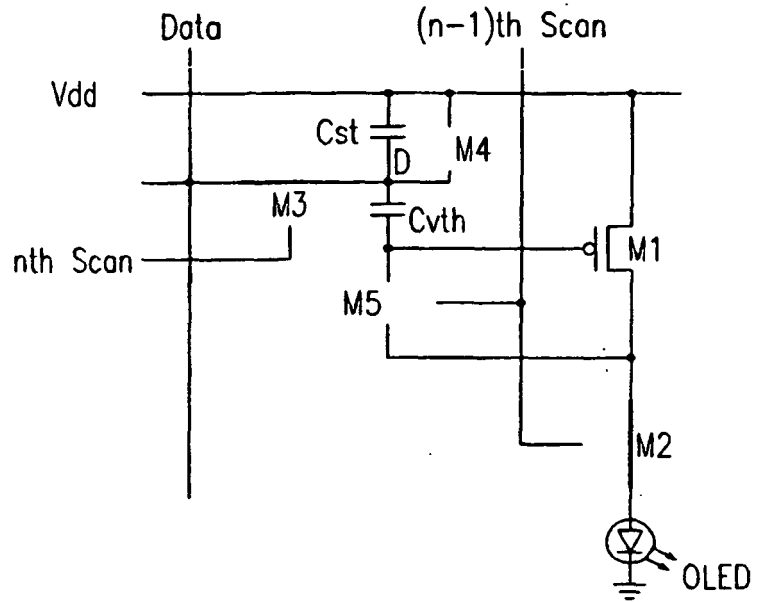 Data
(n-1)th Scan
Vdd
Cst
D
M4
M3
Cvth
nth Scan
M1
M5
M2
OLED